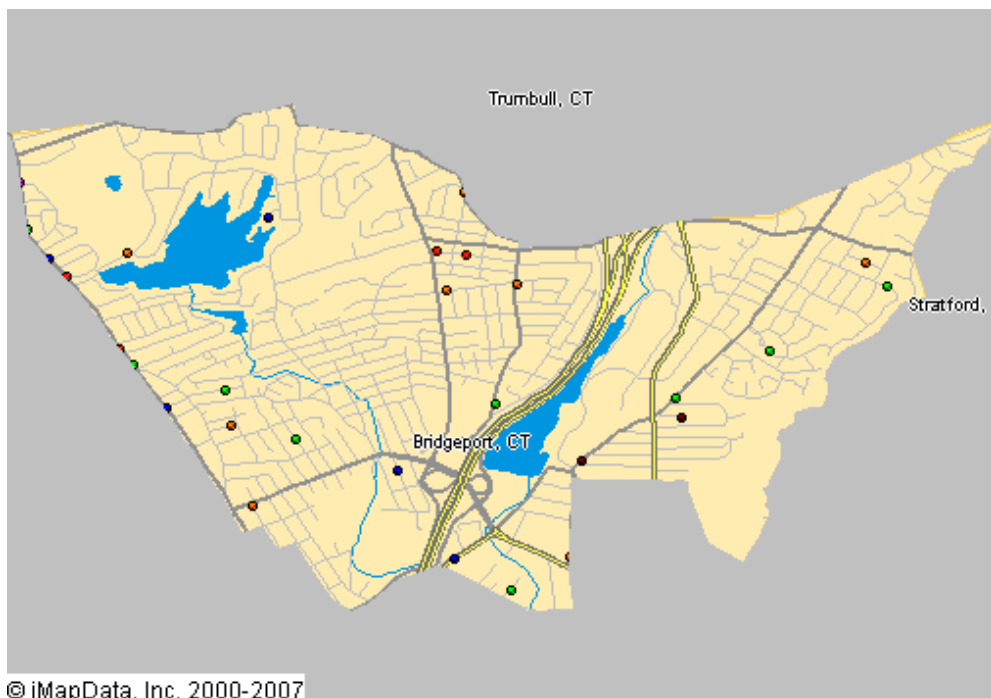 Trumbull, CT
Stratford,
Bridgeport, CT
© iMapData, Inc. 2000-2007